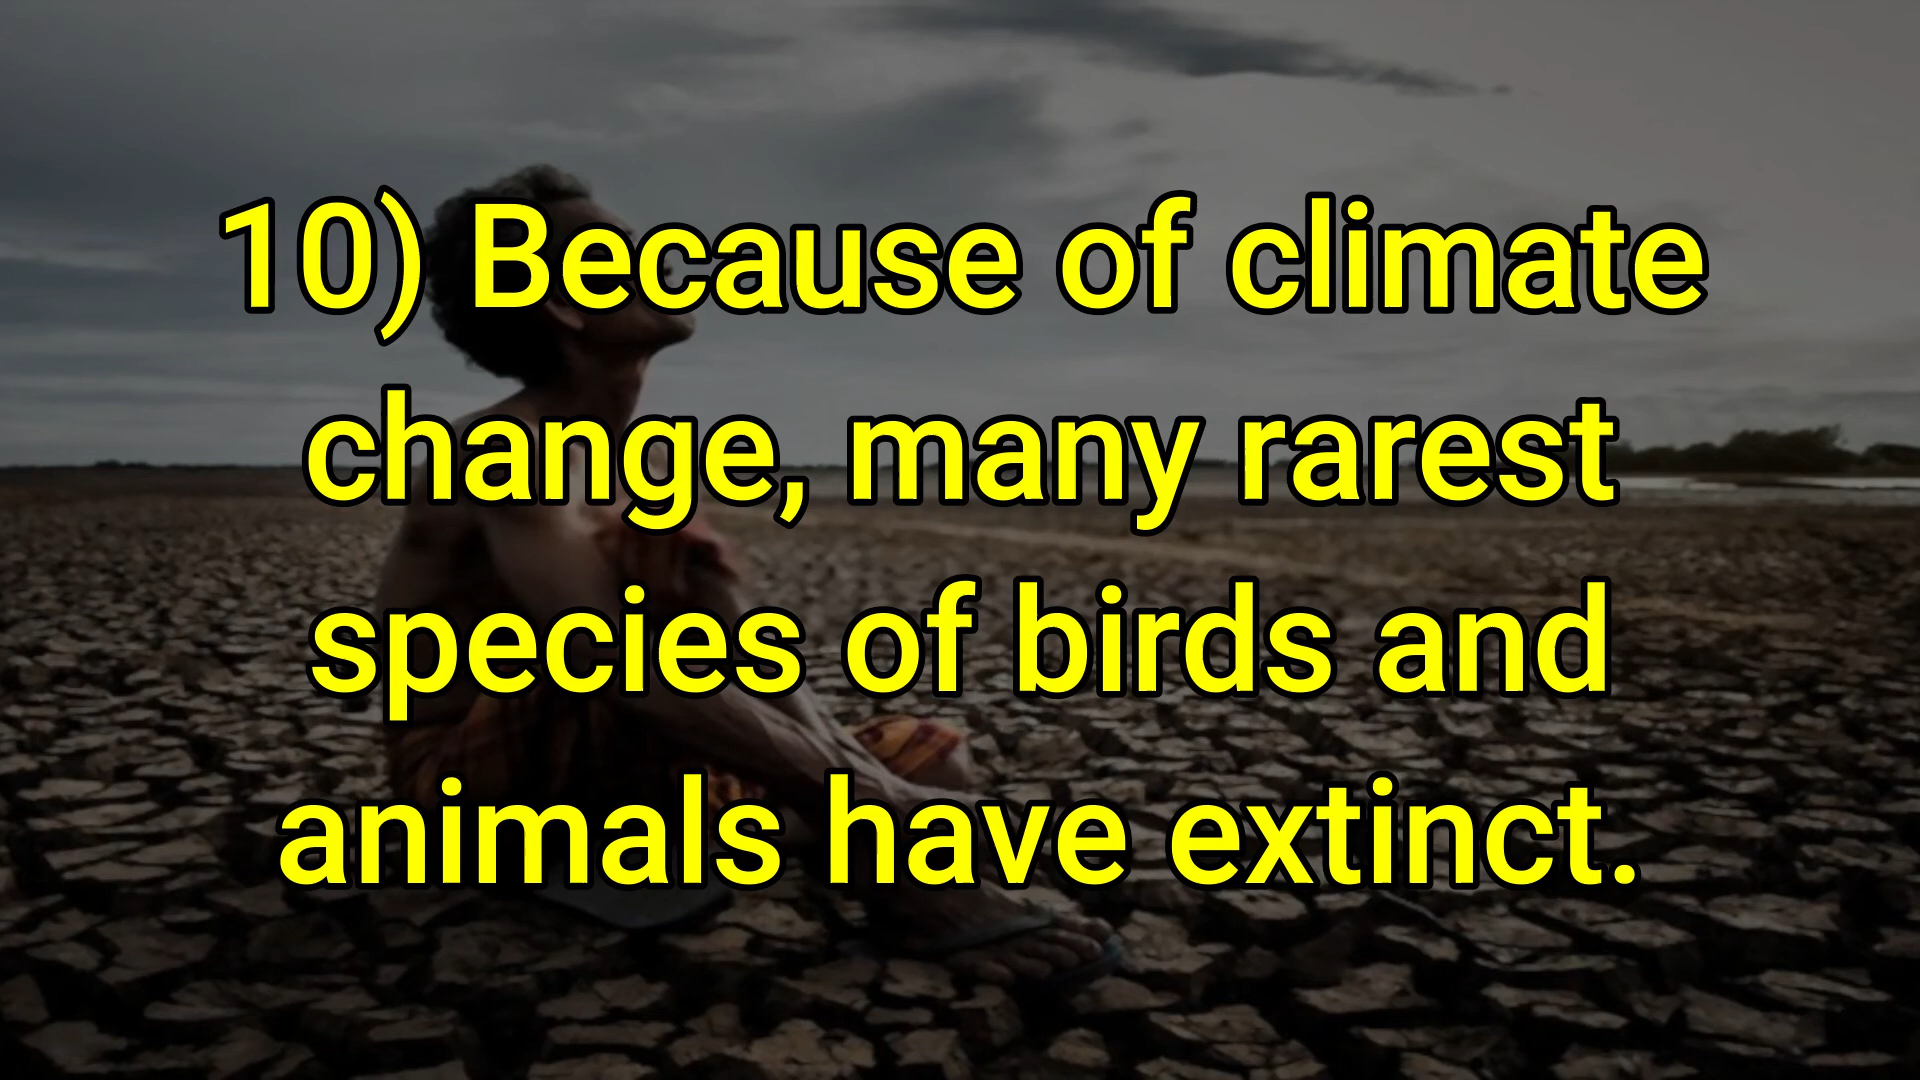 10) Because of climate
change, many rarest
species of birds and
animals have extinct.